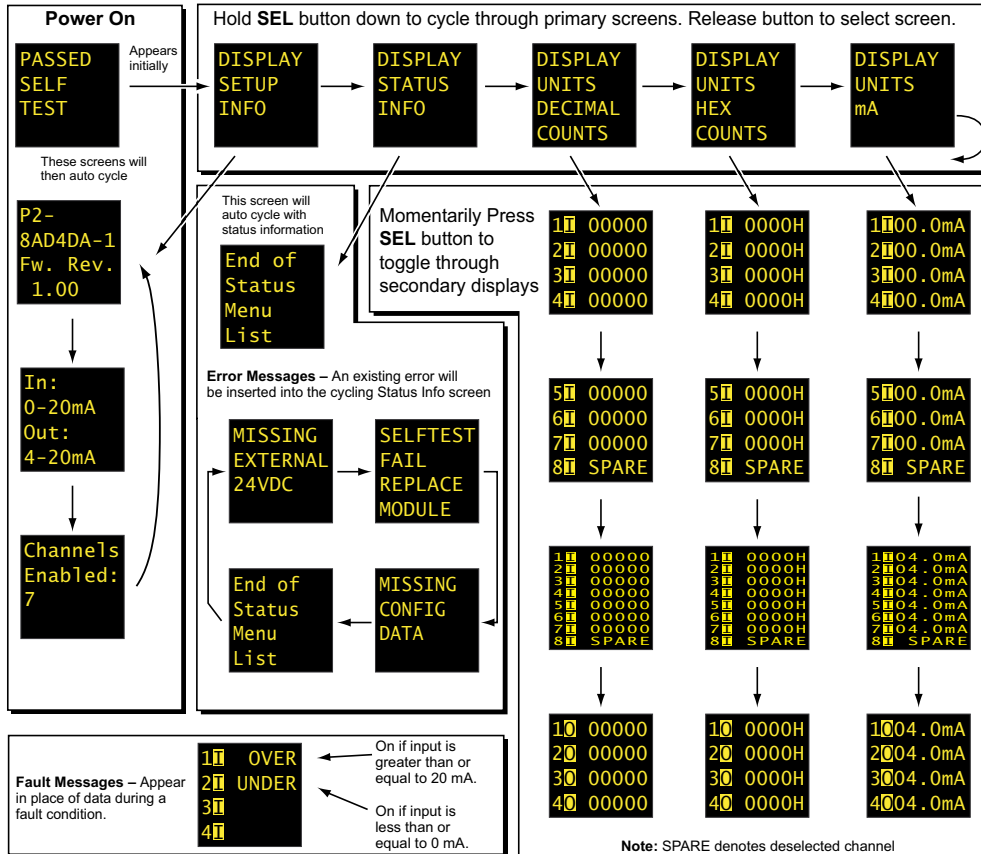 Power On
PASSED
SELF
TEST
Appears
initially
These screens will
then auto cycle
P2-
8AD4DA-1
Fw. Rev.
1.00
In:
0-20mA
Out:
4-20mA
Channels
Enabled:
7
Hold SEL button down to cycle through primary screens. Release button to select screen.
DISPLAY
SETUP
INFO
DISPLAY
STATUS
INFO
DISPLAY
UNITS
DECIMAL
COUNTS
DISPLAY
UNITS
HEX
COUNTS
DISPLAY
UNITS
mA
This screen will
auto cycle with
status information
End of
Status
Menu
List
Error Messages – An existing error will
be inserted into the cycling Status Info screen
MISSING
EXTERNAL
24VDC
SELFTEST
FAIL
REPLACE
MODULE
End of
Status
Menu
List
MISSING
CONFIG
DATA
Momentarily Press
SEL button to
toggle through
secondary displays
1I 00000
2I 00000
3I 00000
4I 00000
1I 0000H
2I 0000H
3I 0000H
4I 0000H
1I00.0mA
2I00.0mA
3I00.0mA
4I00.0mA
5I 00000
6I 00000
7I 00000
8I SPARE
5I 0000H
6I 0000H
7I 0000H
8I SPARE
5I00.0mA
6I00.0mA
7I00.0mA
8I SPARE
1I 00000
2I 00000
3I 00000
4I 00000
5I 00000
6I 00000
7I 00000
8I SPARE
1I 0000H
2I 0000H
3I 0000H
4I 0000H
5I 0000H
6I 0000H
7I 0000H
8I SPARE
1I04.0mA
2I04.0mA
3I04.0mA
4I04.0mA
5I04.0mA
6I04.0mA
7I04.0mA
8I SPARE
1O 00000
2O 00000
3O 00000
4O 00000
1O 0000H
2O 0000H
3O 0000H
4O 0000H
1O04.0mA
2O04.0mA
3O04.0mA
4O04.0mA
Note: SPARE denotes deselected channel
Fault Messages – Appear
in place of data during a
fault condition.
1I OVER
2I UNDER
3I
4I
On if input is
greater than or
equal to 20 mA.
On if input is
less than or
equal to 0 mA.